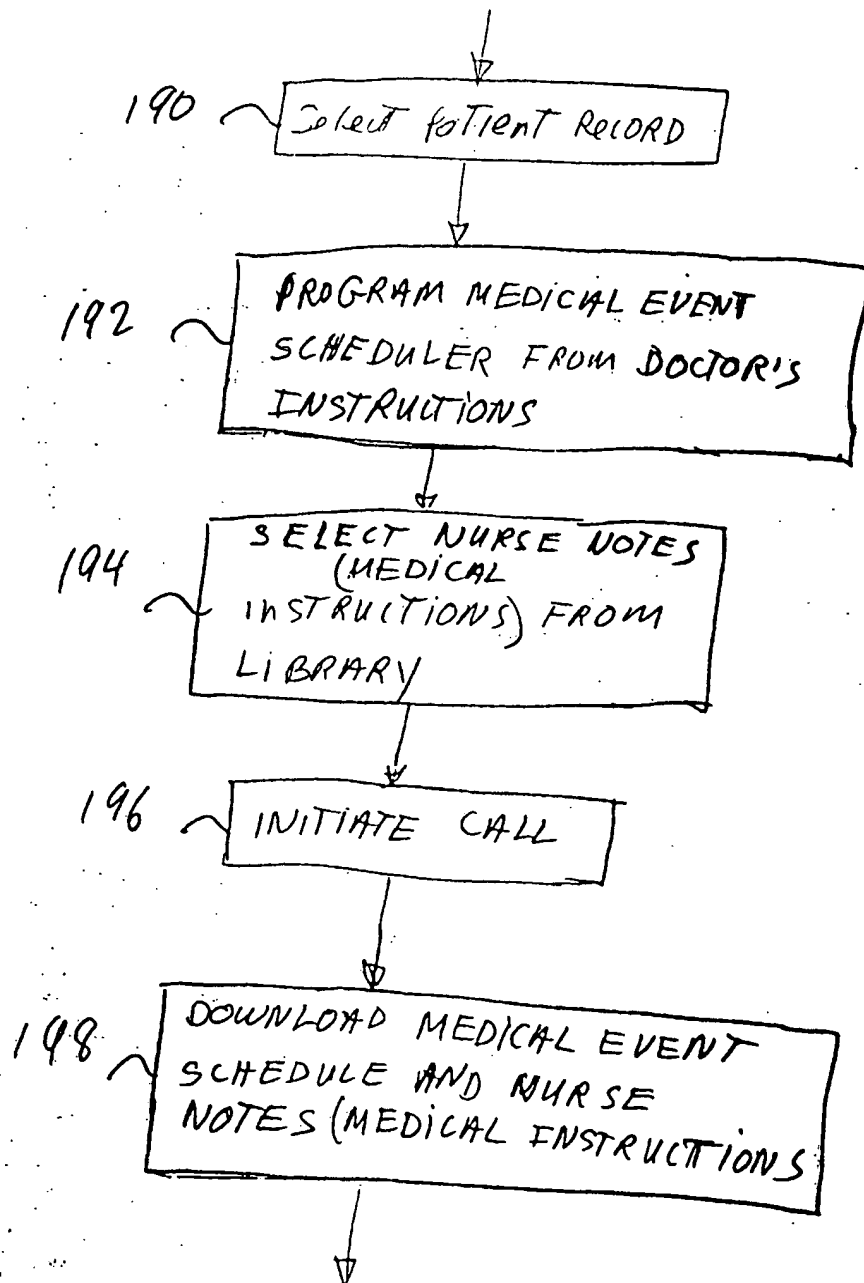 190
Select PATIENT RECORD
192
PROGRAM MEDICAL EVENT
SCHEDULER FROM DOCTOR'S
INSTRUCTIONS
194
SELECT NURSE NOTES
(MEDICAL
INSTRUCTIONS) FROM
LIBRARY
196
INITIATE CALL
198
DOWNLOAD MEDICAL EVENT
SCHEDULE AND NURSE
NOTES (MEDICAL INSTRUCTIONS